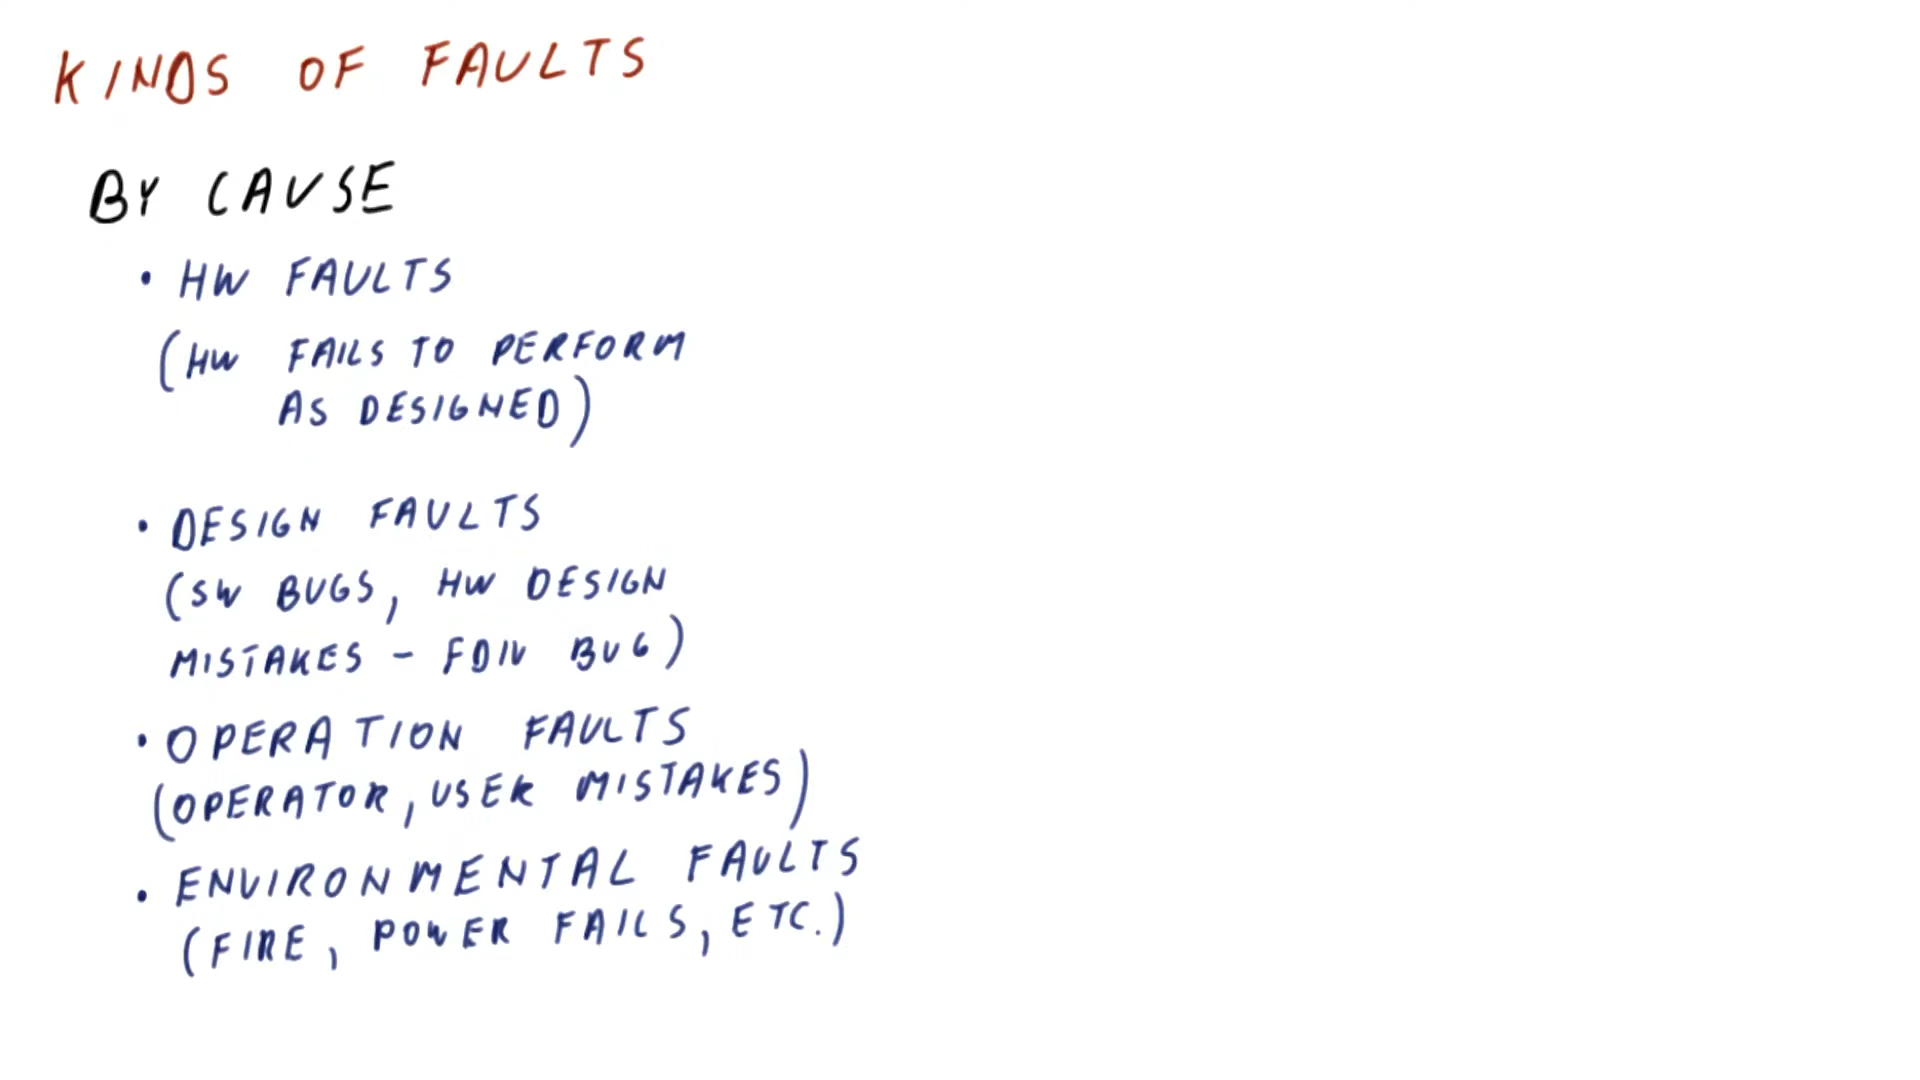 KINDS OF FAULTS
BY CAUSE
• HW FAULTS
(HW FAILS TO PERFORM
AS DESIGNED)
• DESIGN FAULTS
(SW BUGS, HW DESIGN
MISTAKES - FDIV BUG)
• OPERATION FAULTS
(OPERATOR, USER MISTAKES)
• ENVIRONMENTAL FAULTS
(FIRE, POWER FAILS, ETC.)